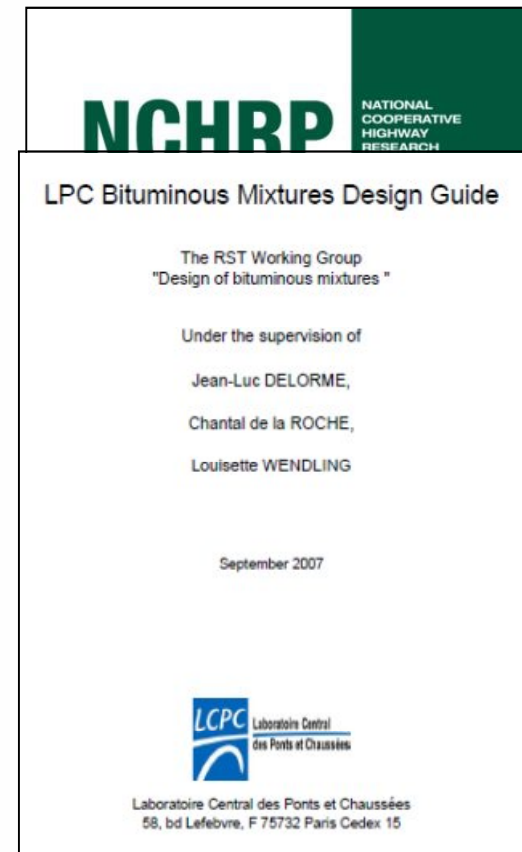 NCHRP
NATIONAL
COOPERATIVE
HIGHWAY
RESEARCH
LPC Bituminous Mixtures Design Guide
The RST Working Group
"Design of bituminous mixtures "
Under the supervision of
Jean-Luc DELORME,
Chantal de la ROCHE,
Louisette WENDLING
September 2007
LCPC
Laboratoire Central
des Ponts et Chaussées
Laboratoire Central des Ponts et Chaussées
58, bd Lefebvre, F 75732 Paris Cedex 15